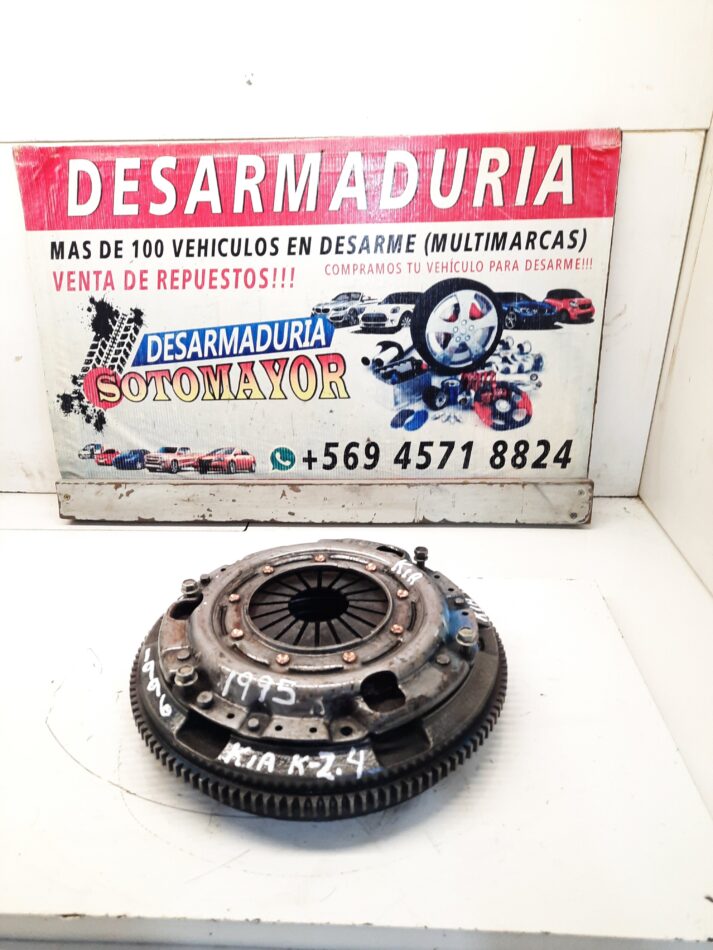 DESARMADURIA
MAS DE 100 VEHICULOS EN DESARME (MULTIMARCAS)
VENTA DE REPUESTOS!!!
COMPRAMOS TU VEHÍCULO PARA DESARME!!!
DESARMADURIA
SOTOMAYOR
+569 4571 8824
KIA
1995
KIA K-2.4